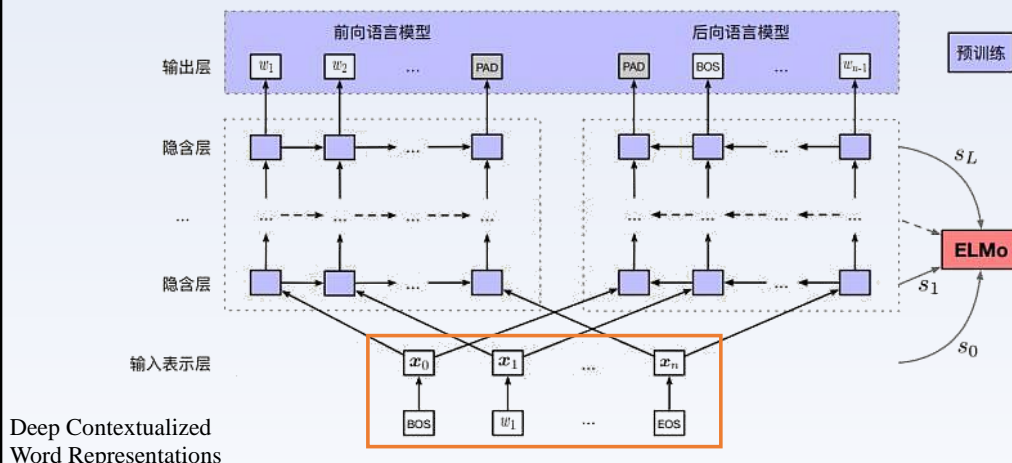 前向语言模型
后向语言模型
预训练
输出层
w₁ w₂ ... PAD PAD BOS ... wₙ₋₁
隐含层
... ...
s_L
...
... ... ... ... ... ...
ELMo
隐含层
... ...
s₁
输入表示层
x₀ x₁ ... xₙ
s₀
BOS w₁ ... EOS
Deep Contextualized
Word Representations